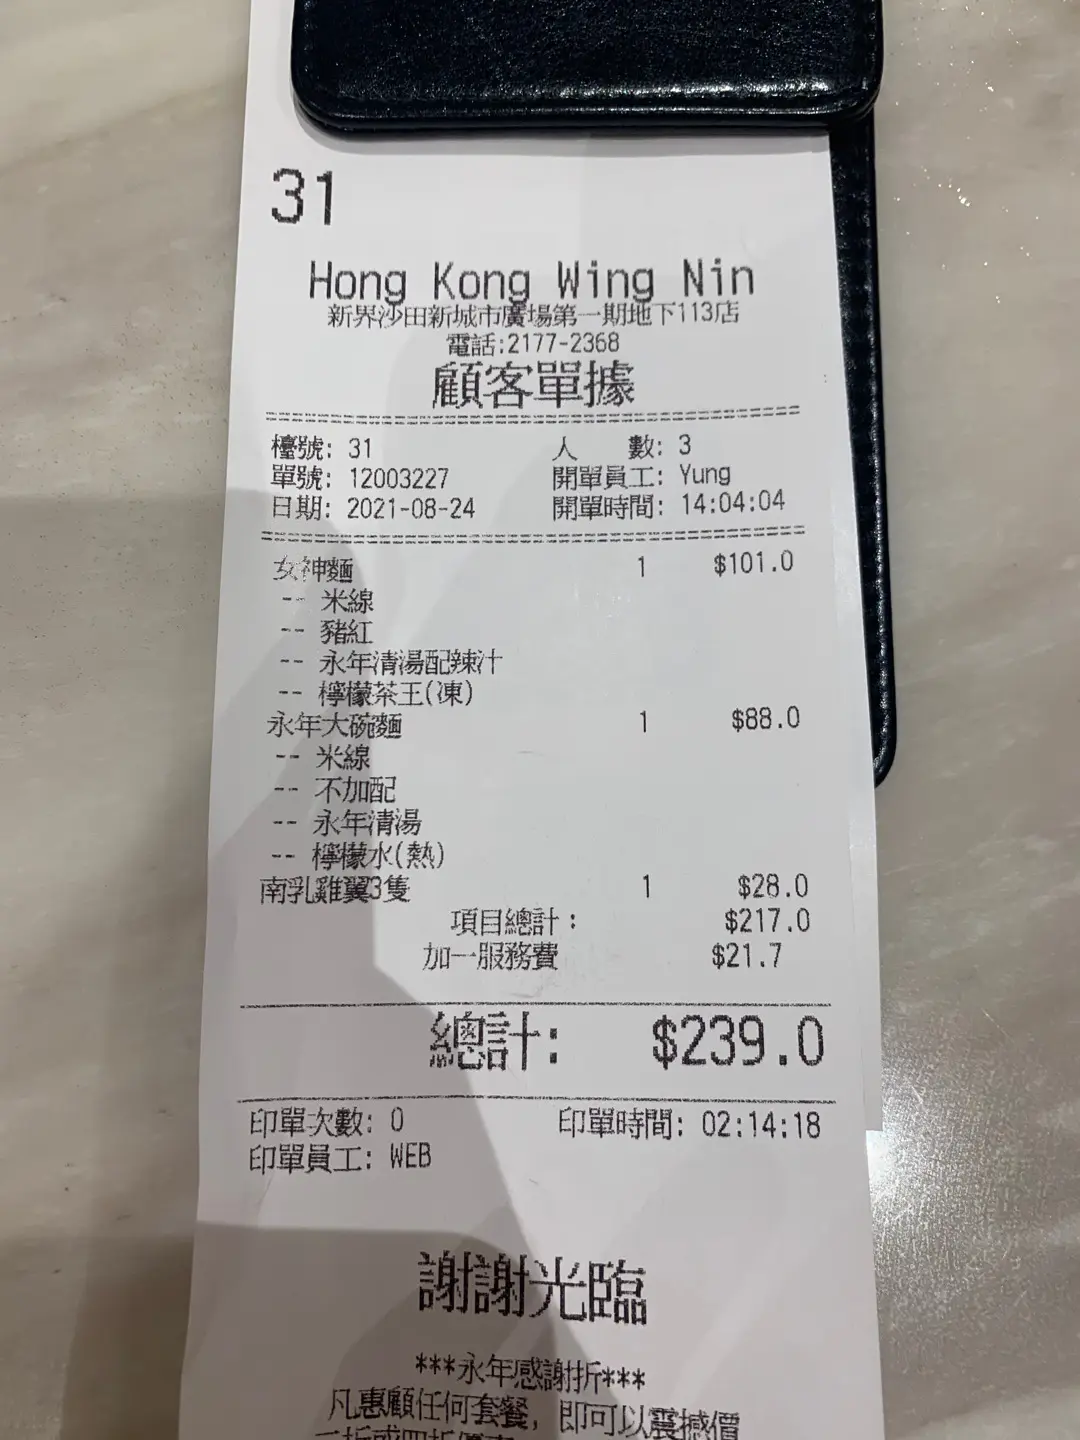 31
Hong Kong Wing Nin
新界沙田新城市廣場第一期地下113店
電話:2177-2368
顧客單據
檯號: 31 人 數: 3
單號: 12003227 開單員工: Yung
日期: 2021-08-24 開單時間: 14:04:04
女神麵 1 $101.0
-- 米線
-- 豬紅
-- 永年清湯配辣汁
-- 檸檬茶王(凍)
永年大碗麵 1 $88.0
-- 米線
-- 不加配
-- 永年清湯
-- 檸檬水(熱)
南乳雞翼3隻 1 $28.0
項目總計: $217.0
加一服務費 $21.7
總計: $239.0
印單次數: 0 印單時間: 02:14:18
印單員工: WEB
謝謝光臨
***永年感謝折***
凡惠顧任何套餐, 即可以震撼價